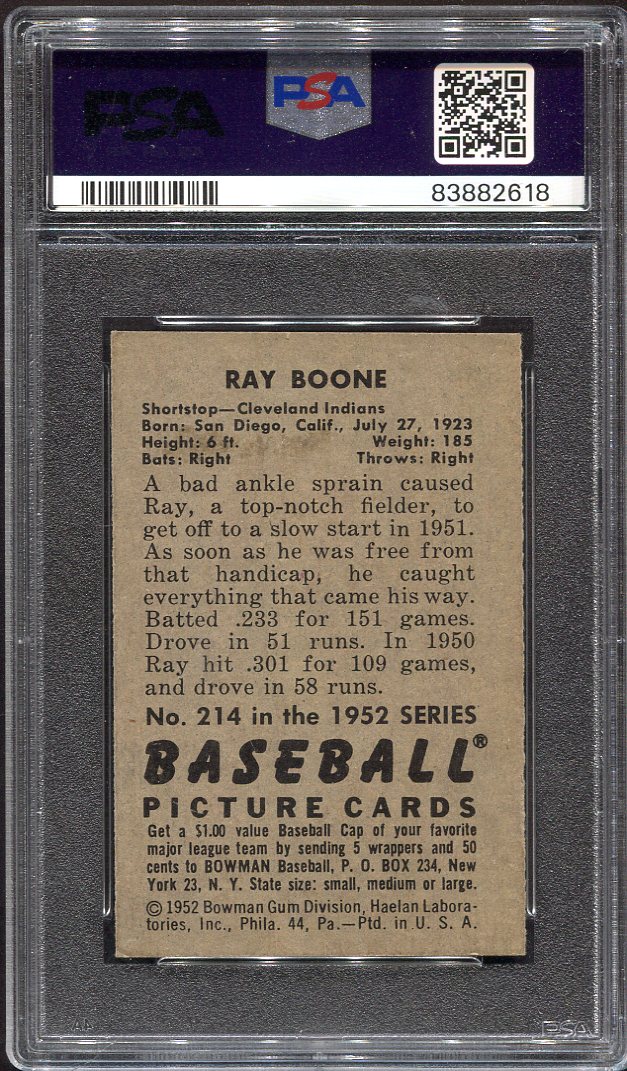 PSA
PSA
83882618
RAY BOONE
Shortstop—Cleveland Indians
Born: San Diego, Calif., July 27, 1923
Height: 6 ft. Weight: 185
Bats: Right Throws: Right
A bad ankle sprain caused
Ray, a top-notch fielder, to
get off to a slow start in 1951.
As soon as he was free from
that handicap, he caught
everything that came his way.
Batted .233 for 151 games.
Drove in 51 runs. In 1950
Ray hit .301 for 109 games,
and drove in 58 runs.
No. 214 in the 1952 SERIES
BASEBALL®
PICTURE CARDS
Get a $1.00 value Baseball Cap of your favorite
major league team by sending 5 wrappers and 50
cents to BOWMAN Baseball, P. O. BOX 234, New
York 23, N. Y. State size: small, medium or large.
© 1952 Bowman Gum Division, Haelan Labora-
tories, Inc., Phila. 44, Pa.—Ptd. in U. S. A.
PSA